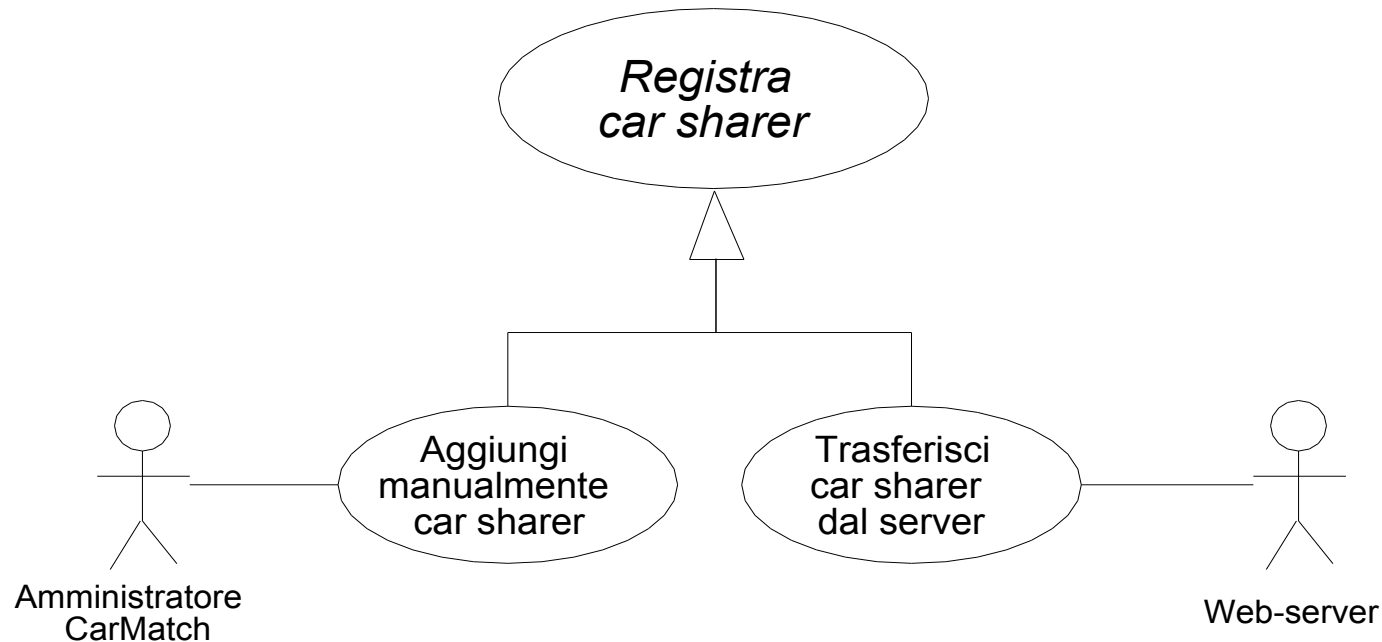 Registra
car sharer
Aggiungi
manualmente
car sharer
Trasferisci
car sharer
dal server
Amministratore
CarMatch
Web-server